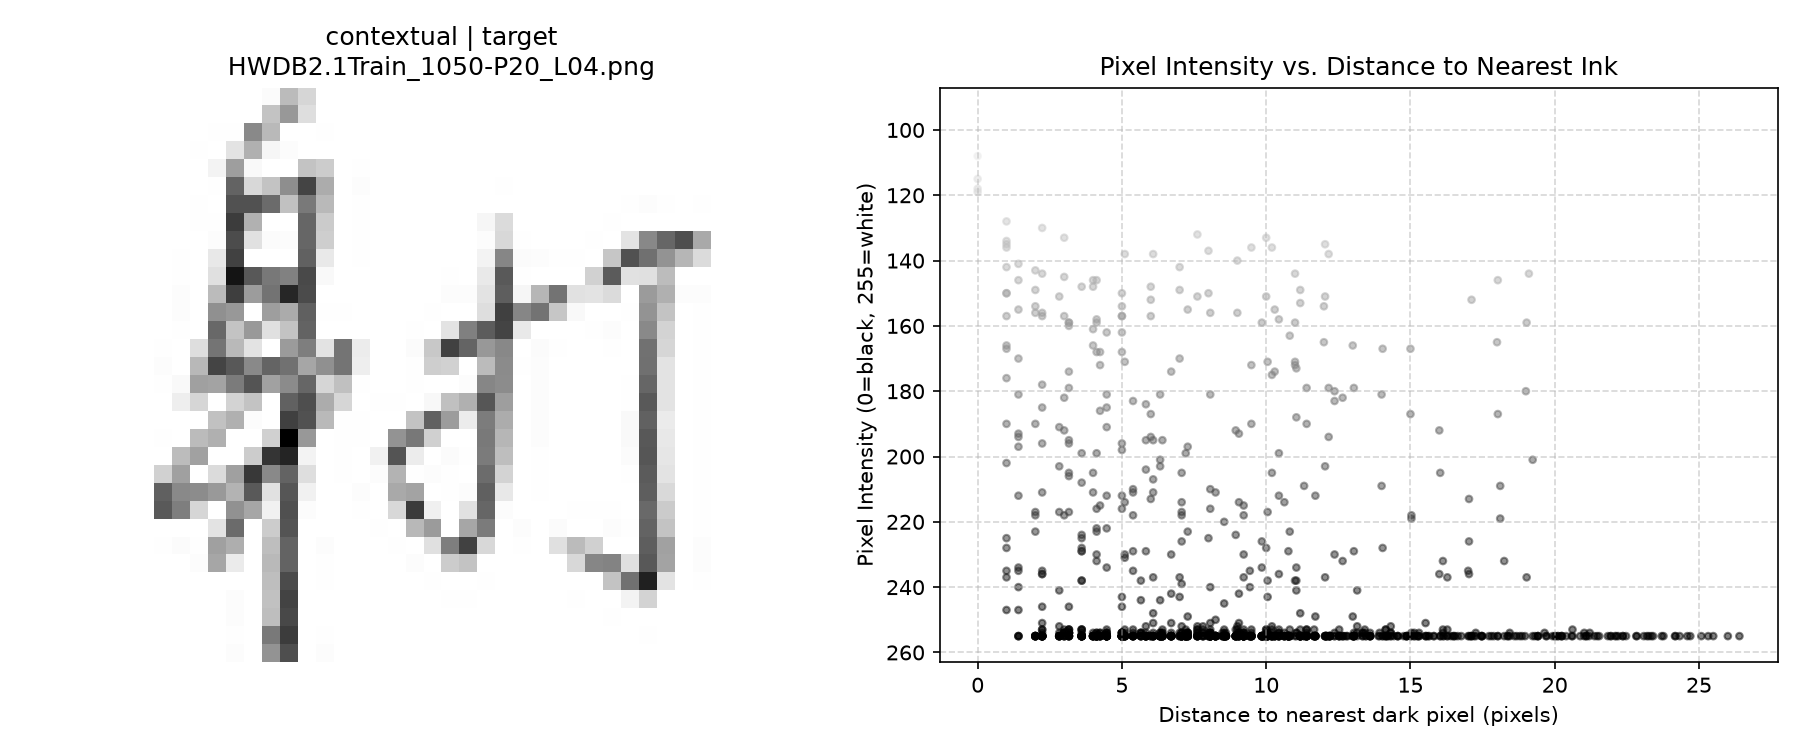 contextual | target
HWDB2.1Train_1050-P20_L04.png
打
Pixel Intensity vs. Distance to Nearest Ink
Pixel Intensity (0=black, 255=white)
100
120
140
160
180
200
220
240
260
0 5 10 15 20 25
Distance to nearest dark pixel (pixels)